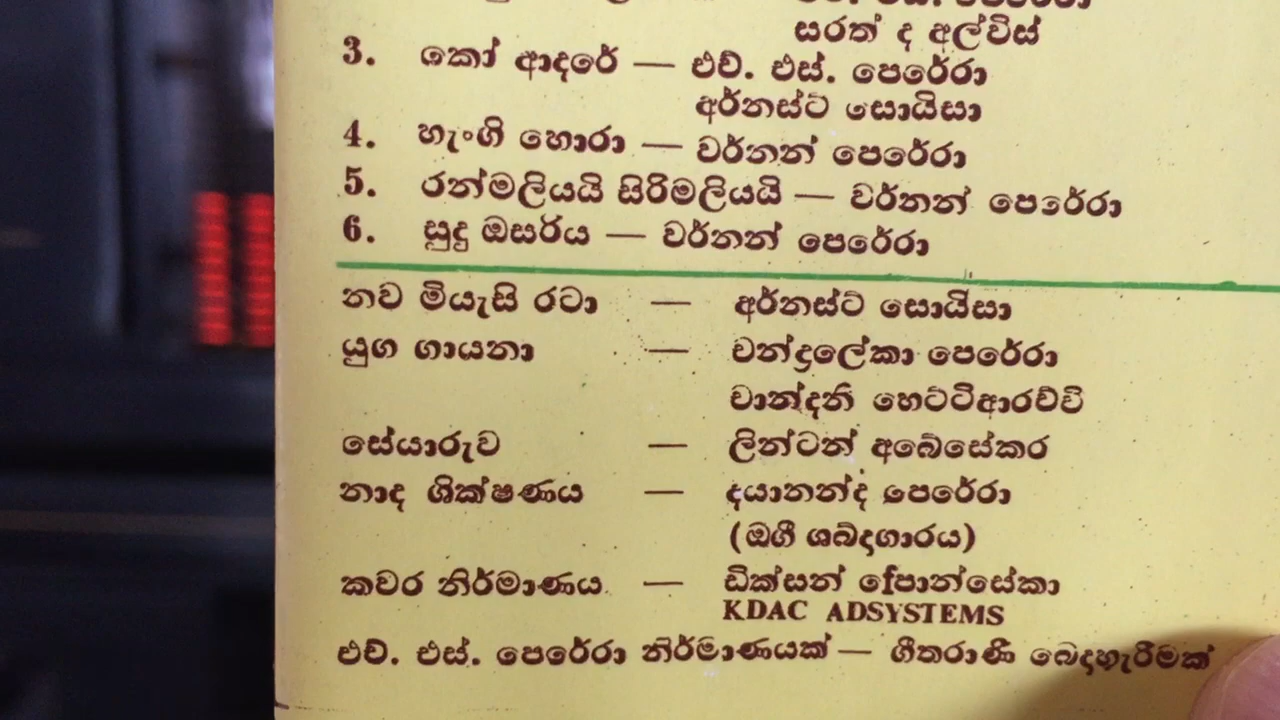 සරත් ද අල්විස්
3. කෝ ආදරේ — එච්. එස්. පෙරේරා
අර්නස්ට් සොයිසා
4. හැංගි හොරා — වර්නන් පෙරේරා
5. රන්මලියයි සිරිමලියයි — වර්නන් පෙරේරා
6. සුදු ඔසරිය — වර්නන් පෙරේරා
නව මියැසි රටා — අර්නස්ට් සොයිසා
යුග ගායනා — චන්ද්‍රලේකා පෙරේරා
චාන්දනි හෙට්ටිආරච්චි
සේයාරුව — ලින්ටන් අබේසේකර
නාද ශික්ෂණය — දයානන්ද පෙරේරා
(ඔගී ශබ්දාගාරය)
කවර නිර්මාණය — ඩික්සන් ෆොන්සේකා
KDAC ADSYSTEMS
එච්. එස්. පෙරේරා නිර්මාණයක් — ගීතරාණී බෙදාහැරීමක්